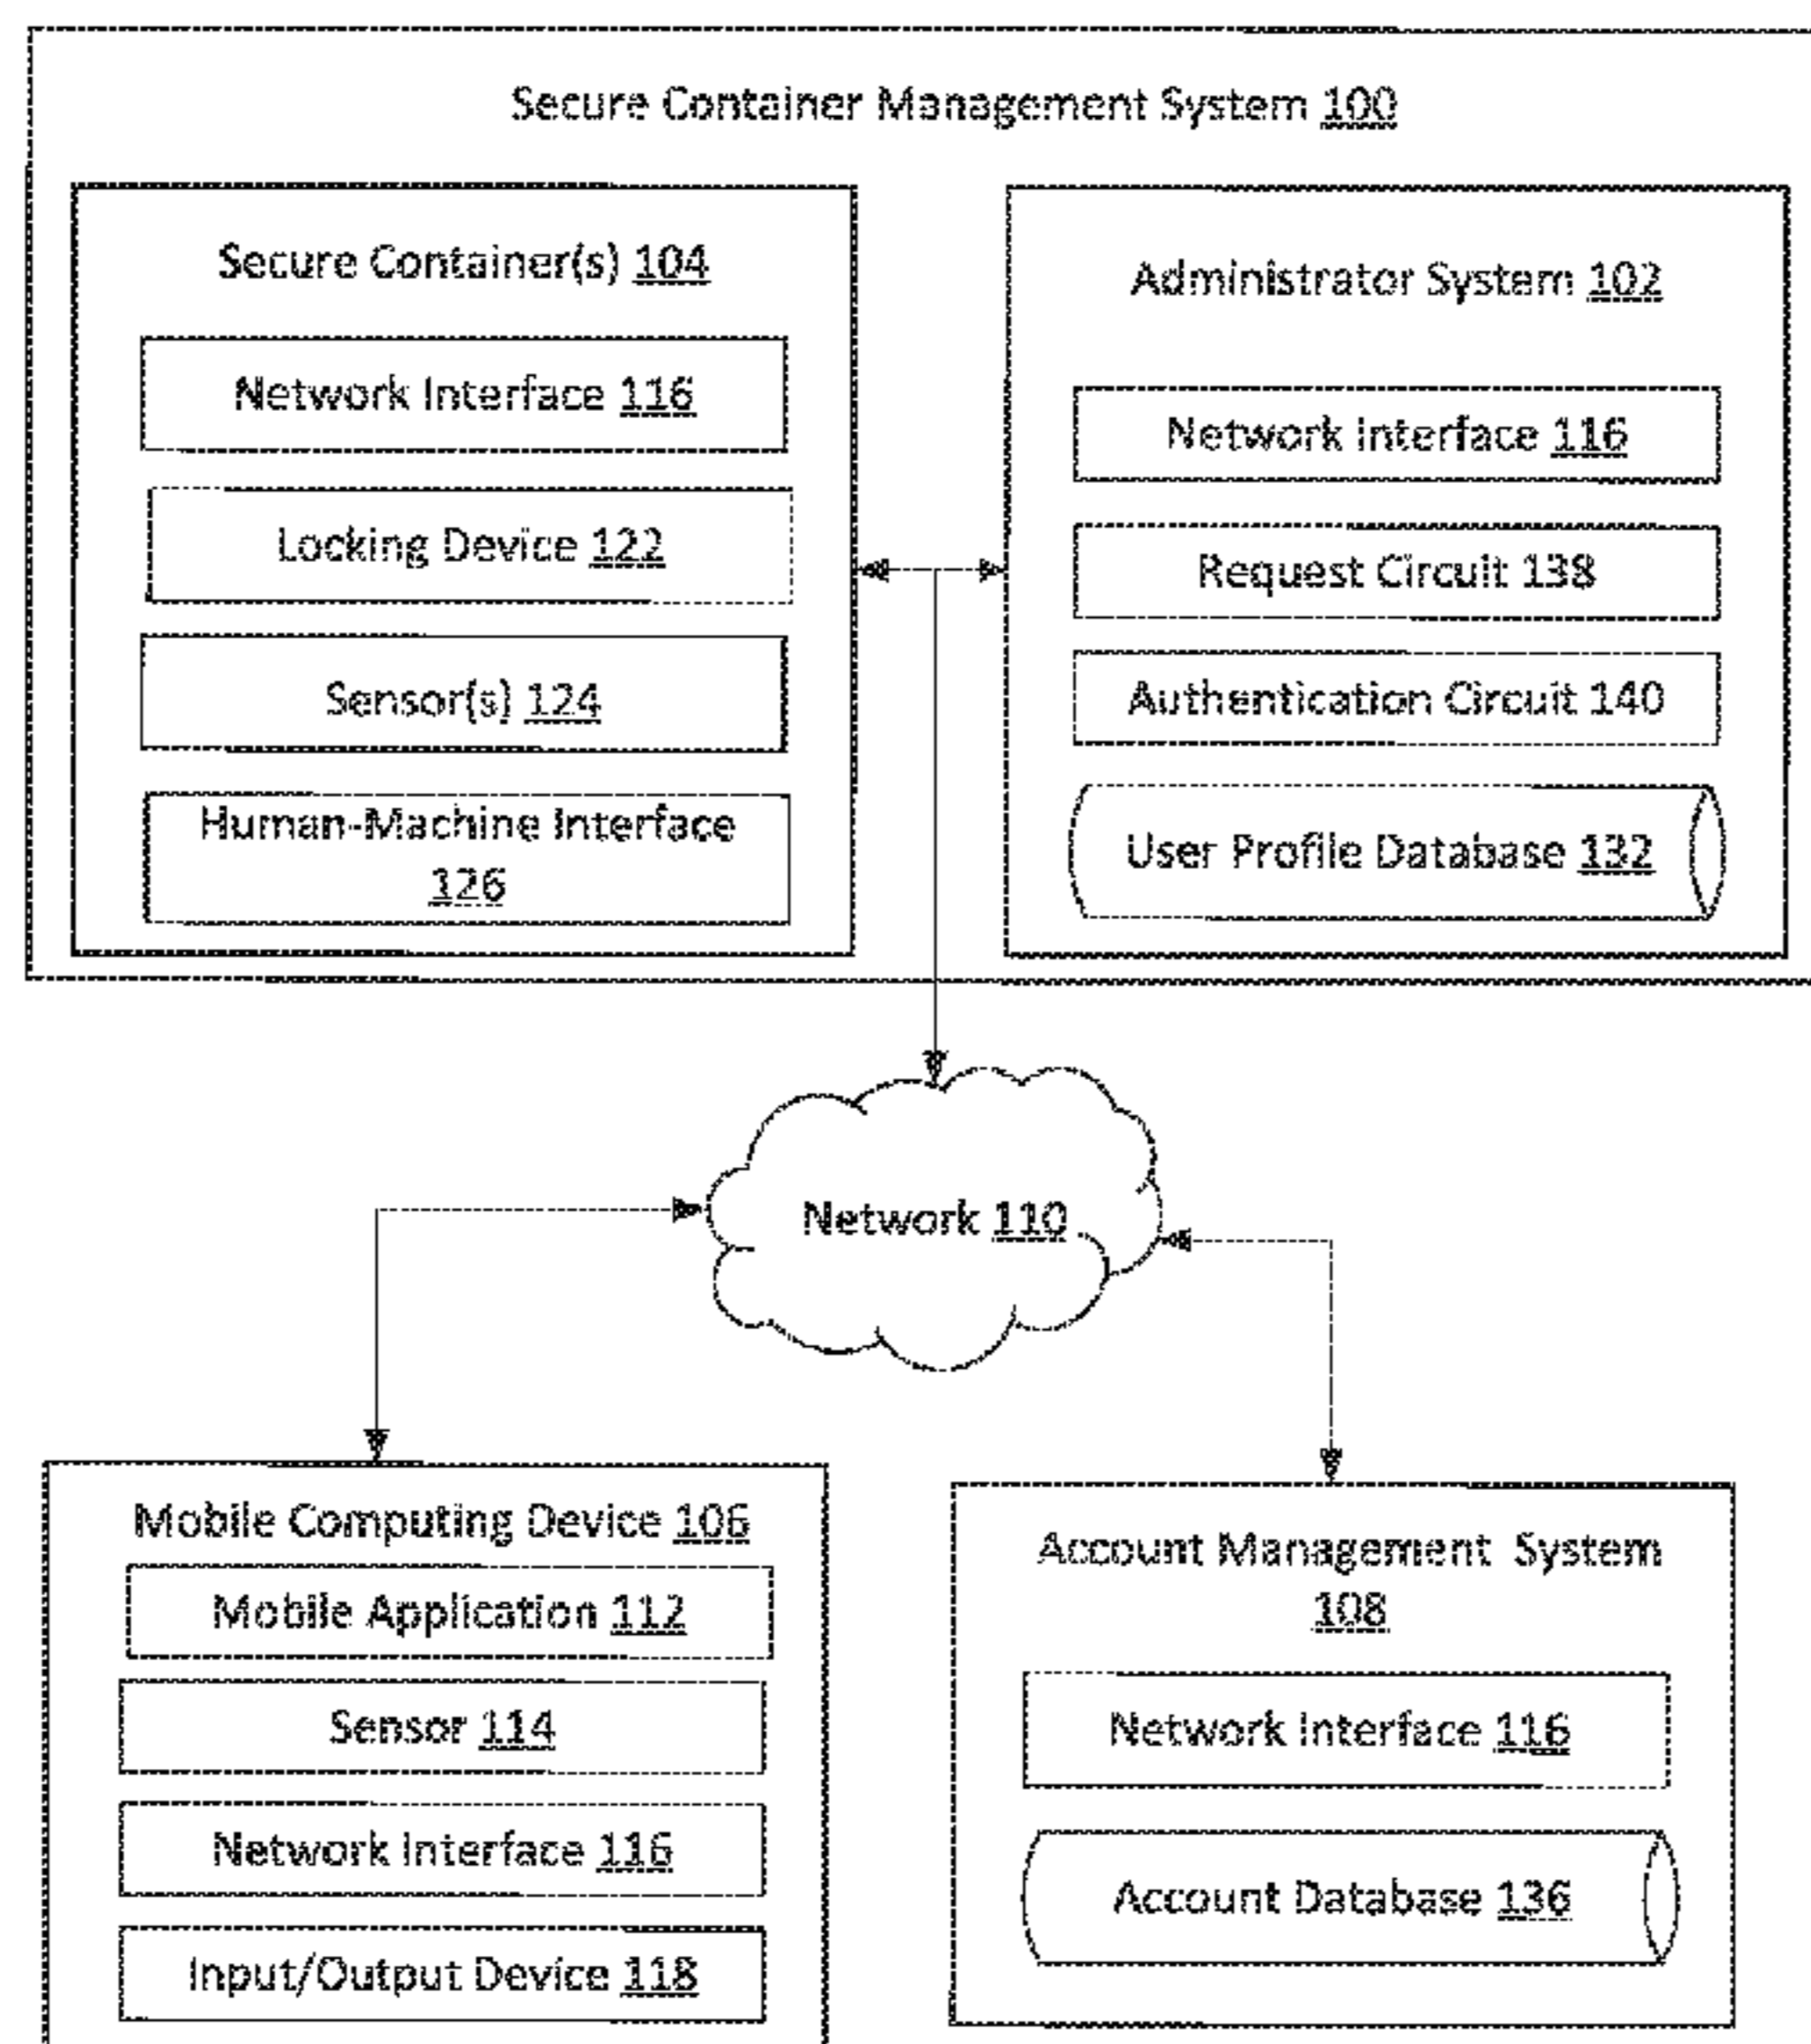 Secure Container Management System 100
Secure Container(s) 104
Network Interface 116
Locking Device 122
Sensor(s) 124
Human-Machine Interface
126
Administrator System 102
Network Interface 116
Request Circuit 138
Authentication Circuit 140
User Profile Database 132
Network 110
Mobile Computing Device 106
Mobile Application 112
Sensor 114
Network Interface 116
Input/Output Device 118
Account Management System
108
Network Interface 116
Account Database 136